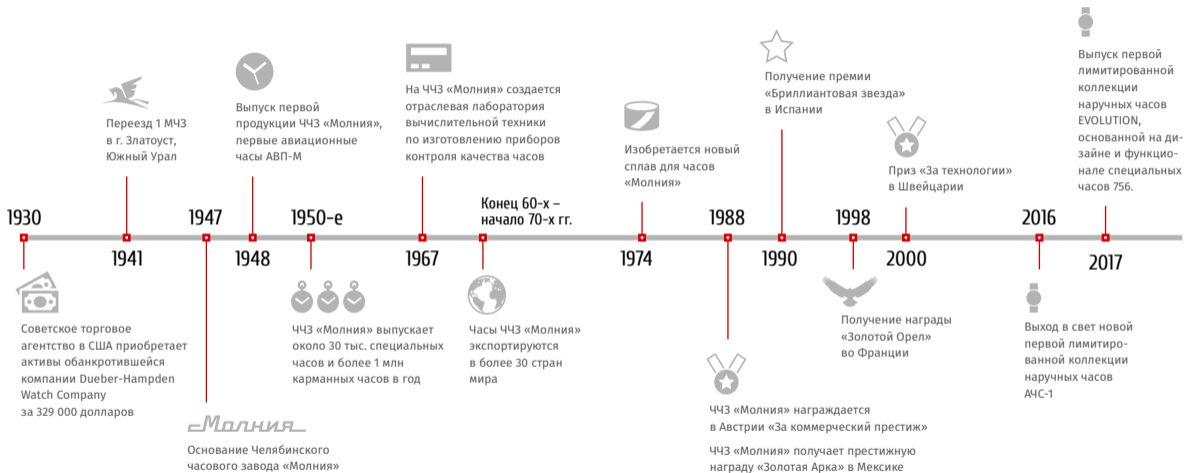 1930
Советское торговое
агентство в США приобретает
активы обанкротившейся
компании Dueber-Hampden
Watch Company
за 329 000 долларов
Переезд 1 МЧЗ
в г. Златоуст,
Южный Урал
1941
1947
Молния
Основание Челябинского
часового завода «Молния»
Выпуск первой
продукции ЧЧЗ «Молния»,
первые авиационные
часы АВП-М
1948
1950-е
ЧЧЗ «Молния» выпускает
около 30 тыс. специальных
часов и более 1 млн
карманных часов в год
На ЧЧЗ «Молния» создается
отраслевая лаборатория
вычислительной техники
по изготовлению приборов
контроля качества часов
1967
Конец 60-х –
начало 70-х гг.
Часы ЧЧЗ «Молния»
экспортируются
в более 30 стран
мира
Изобретается новый
сплав для часов
«Молния»
1974
1988
ЧЧЗ «Молния» награждается
в Австрии «За коммерческий престиж»
ЧЧЗ «Молния» получает престижную
награду «Золотая Арка» в Мексике
Получение премии
«Бриллиантовая звезда»
в Испании
1990
1998
Получение награды
«Золотой Орел»
во Франции
Приз «За технологии»
в Швейцарии
2000
2016
Выход в свет новой
первой лимитиро-
ванной коллекции
наручных часов
АЧС-1
Выпуск первой
лимитированной
коллекции
наручных часов
EVOLUTION,
основанной на ди-
зайне и функцио-
нале специальных
часов 756.
2017